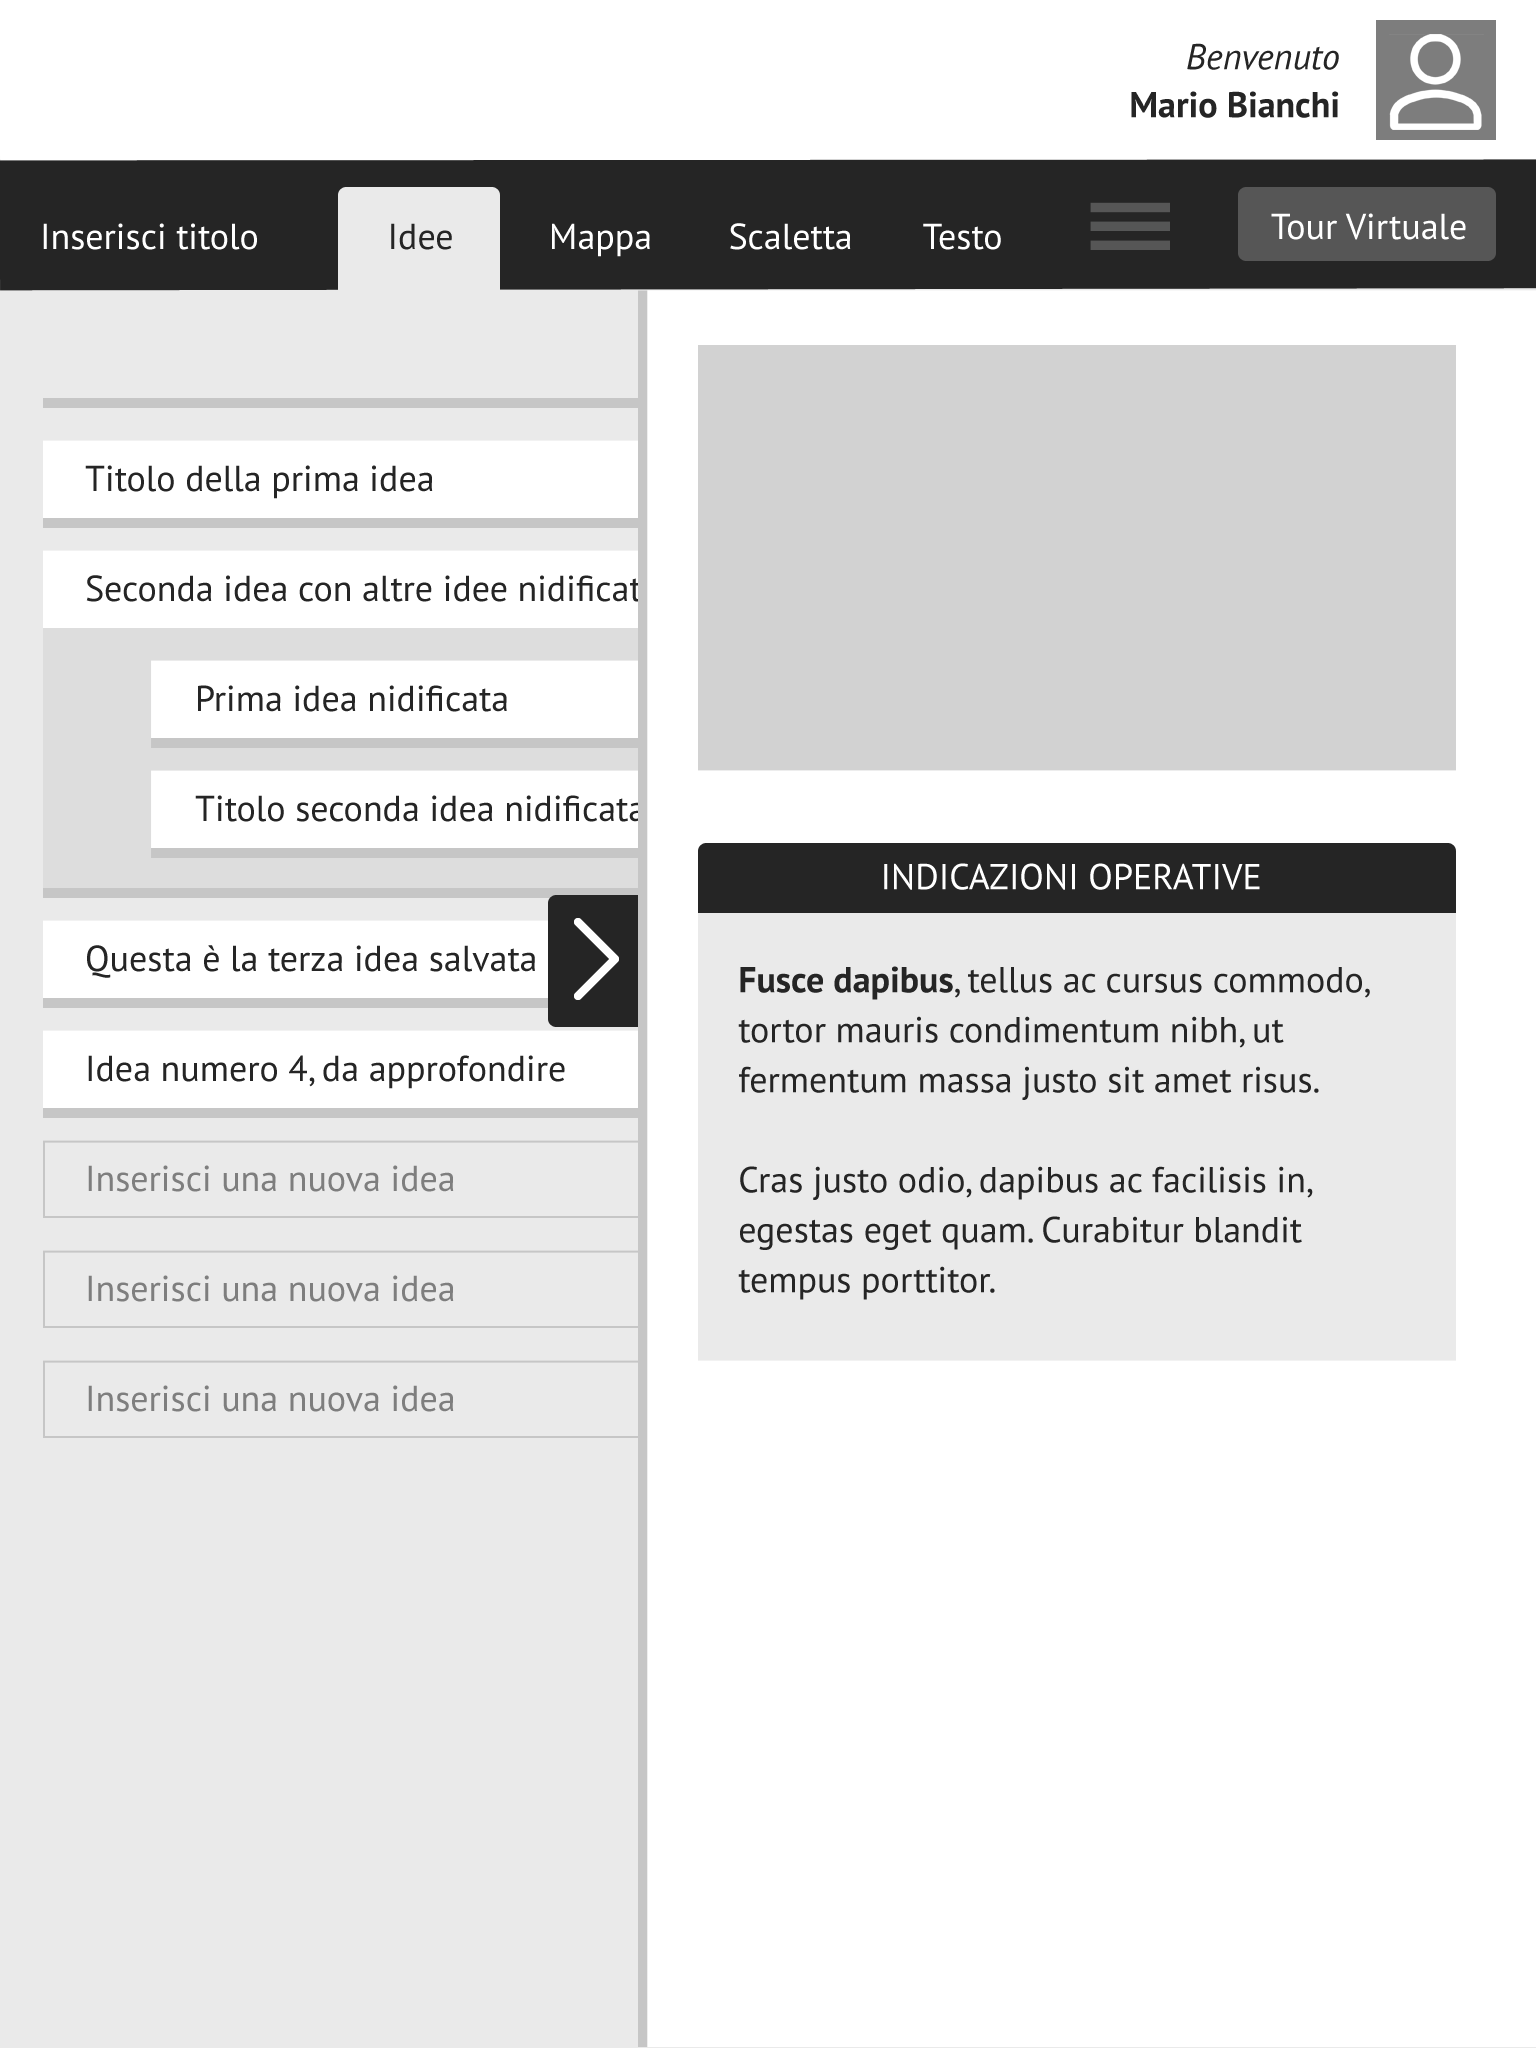 Benvenuto
Mario Bianchi
Inserisci titolo
Idee
Mappa
Scaletta
Testo
Tour Virtuale
Titolo della prima idea
Seconda idea con altre idee nidificat
Prima idea nidificata
Titolo seconda idea nidificata
Questa è la terza idea salvata
Idea numero 4, da approfondire
Inserisci una nuova idea
Inserisci una nuova idea
Inserisci una nuova idea
INDICAZIONI OPERATIVE
Fusce dapibus, tellus ac cursus commodo,
tortor mauris condimentum nibh, ut
fermentum massa justo sit amet risus.
Cras justo odio, dapibus ac facilisis in,
egestas eget quam. Curabitur blandit
tempus porttitor.